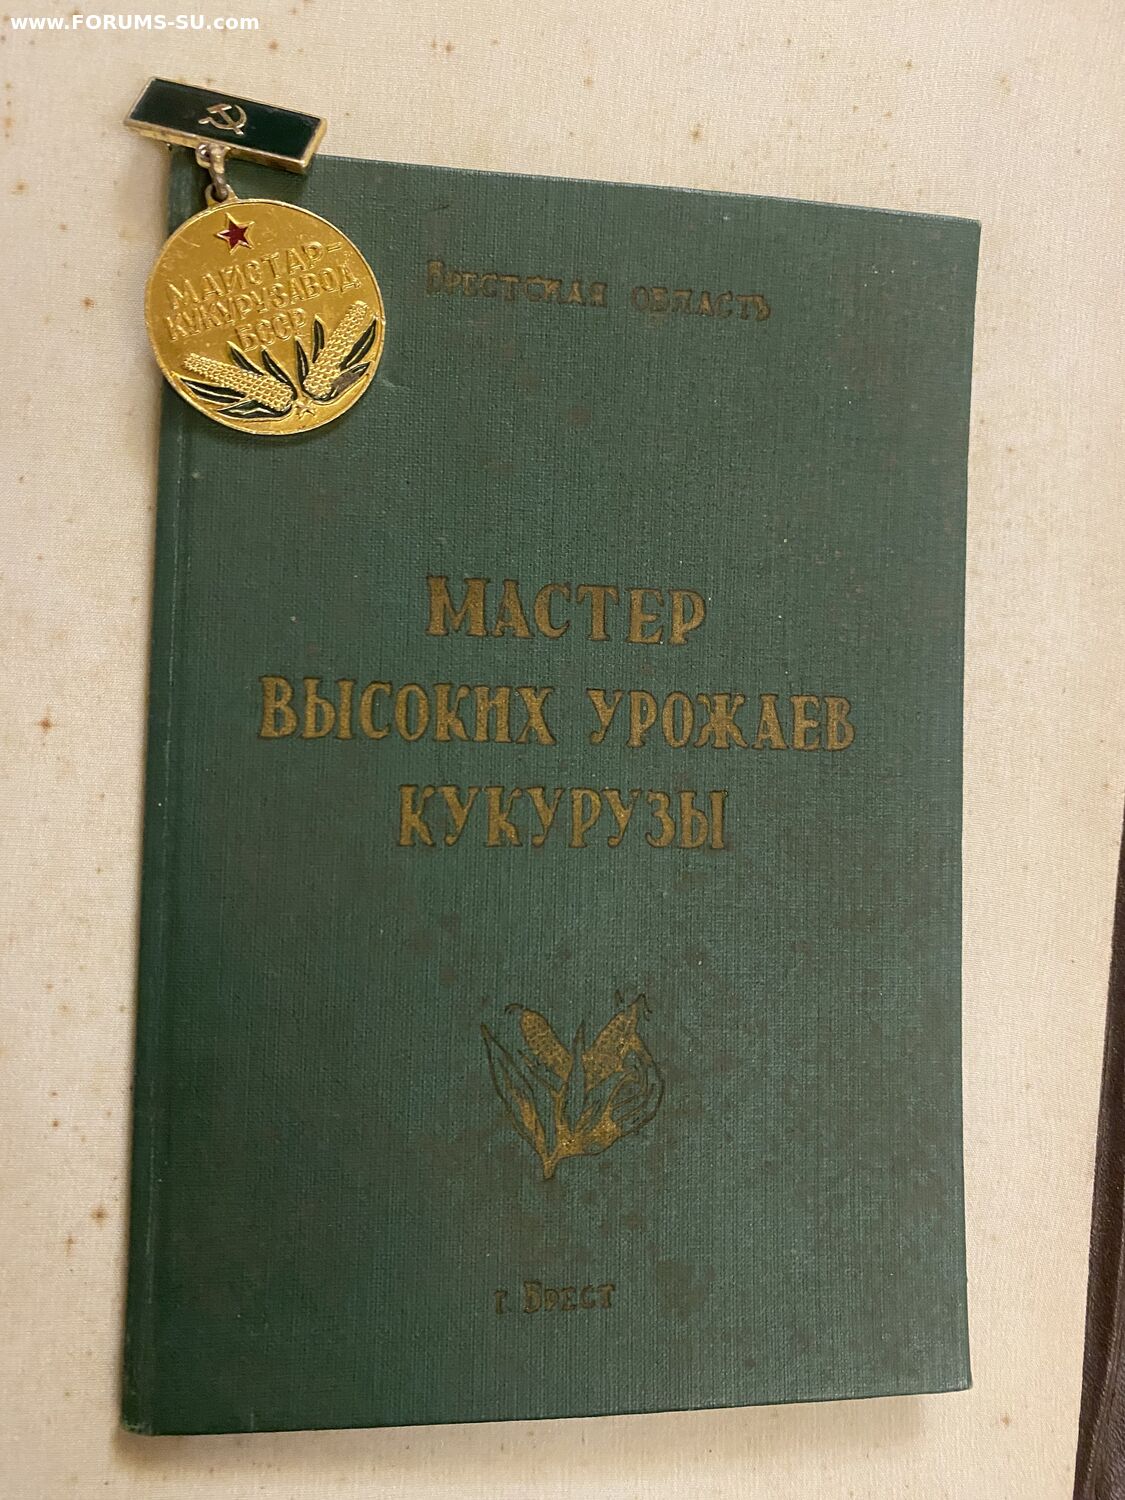 www.FORUMS-SU.com
МАЙСТАР-
КУКУРУЗАВОД
БССР
БРЕСТСКАЯ ОБЛАСТЬ
МАСТЕР
ВЫСОКИХ УРОЖАЕВ
КУКУРУЗЫ
г. БРЕСТ